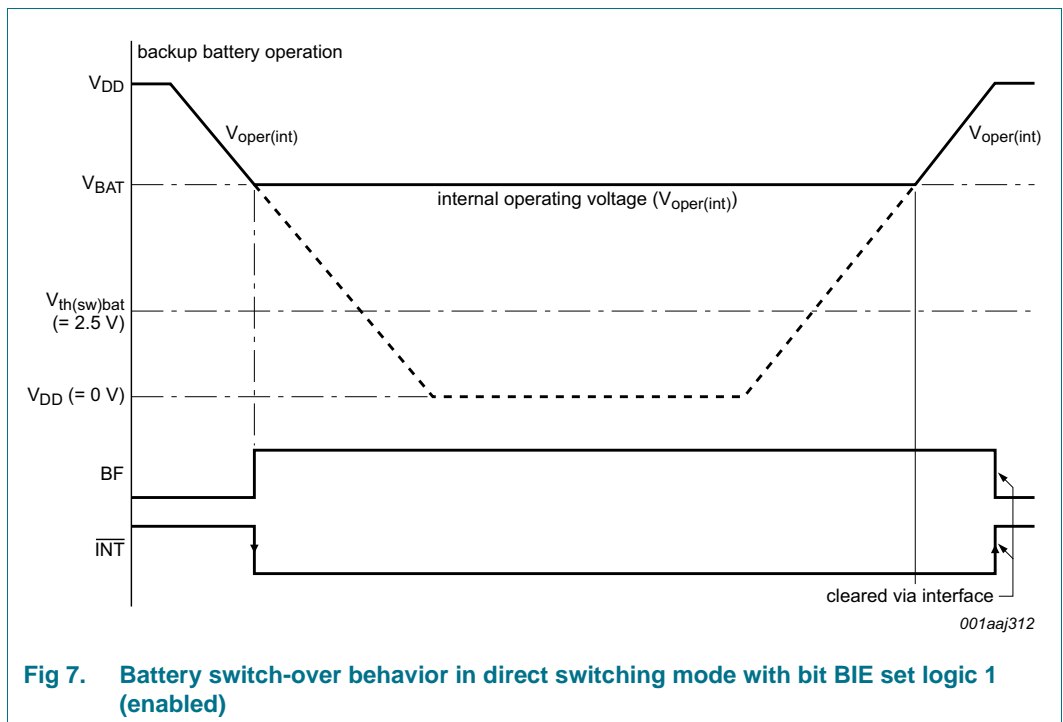 backup battery operation
VDD
Voper(int)
Voper(int)
VBAT
internal operating voltage (Voper(int))
Vth(sw)bat
(= 2.5 V)
VDD (= 0 V)
BF
INT
cleared via interface
001aaj312
Fig 7. Battery switch-over behavior in direct switching mode with bit BIE set logic 1
(enabled)